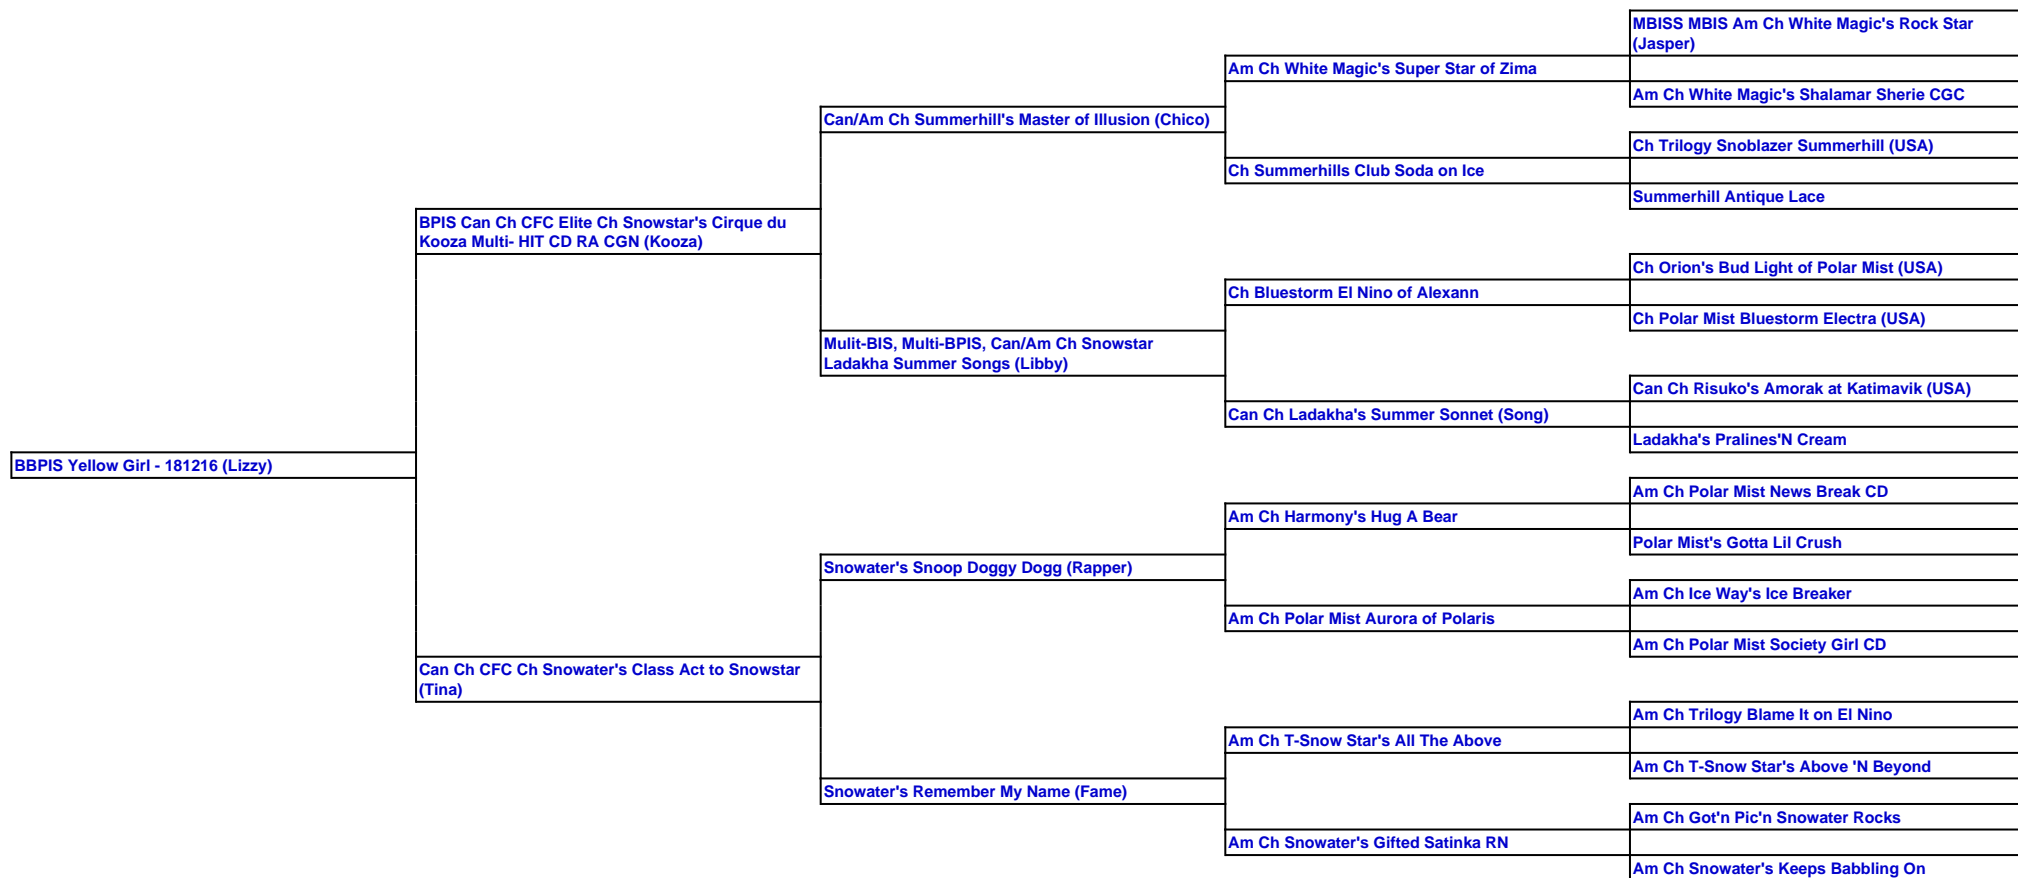 MBISS MBIS Am Ch White Magic's Rock Star
(Jasper)
Am Ch White Magic's Super Star of Zima
Am Ch White Magic's Shalamar Sherie CGC
Can/Am Ch Summerhill's Master of Illusion (Chico)
Ch Trilogy Snoblazer Summerhill (USA)
Ch Summerhills Club Soda on Ice
Summerhill Antique Lace
BPIS Can Ch CFC Elite Ch Snowstar's Cirque du
Kooza Multi- HIT CD RA CGN (Kooza)
Ch Orion's Bud Light of Polar Mist (USA)
Ch Bluestorm El Nino of Alexann
Ch Polar Mist Bluestorm Electra (USA)
Mulit-BIS, Multi-BPIS, Can/Am Ch Snowstar
Ladakha Summer Songs (Libby)
Can Ch Risuko's Amorak at Katimavik (USA)
Can Ch Ladakha's Summer Sonnet (Song)
Ladakha's Pralines'N Cream
BBPIS Yellow Girl - 181216 (Lizzy)
Am Ch Polar Mist News Break CD
Am Ch Harmony's Hug A Bear
Polar Mist's Gotta Lil Crush
Snowater's Snoop Doggy Dogg (Rapper)
Am Ch Ice Way's Ice Breaker
Am Ch Polar Mist Aurora of Polaris
Am Ch Polar Mist Society Girl CD
Can Ch CFC Ch Snowater's Class Act to Snowstar
(Tina)
Am Ch Trilogy Blame It on El Nino
Am Ch T-Snow Star's All The Above
Am Ch T-Snow Star's Above 'N Beyond
Snowater's Remember My Name (Fame)
Am Ch Got'n Pic'n Snowater Rocks
Am Ch Snowater's Gifted Satinka RN
Am Ch Snowater's Keeps Babbling On